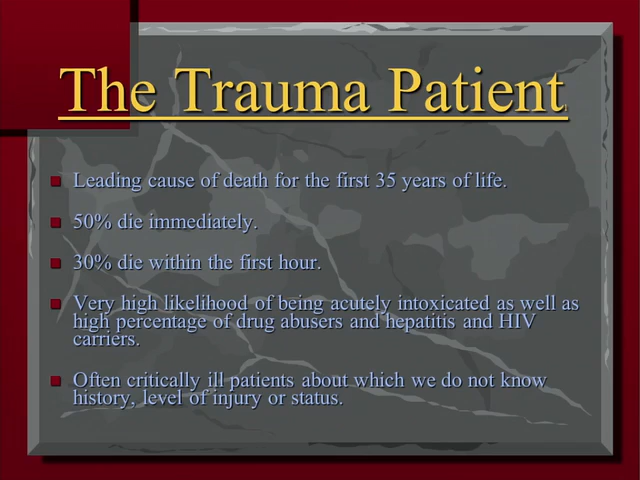 The Trauma Patient
Leading cause of death for the first 35 years of life.
50% die immediately.
30% die within the first hour.
Very high likelihood of being acutely intoxicated as well as
high percentage of drug abusers and hepatitis and HIV
carriers.
Often critically ill patients about which we do not know
history, level of injury or status.